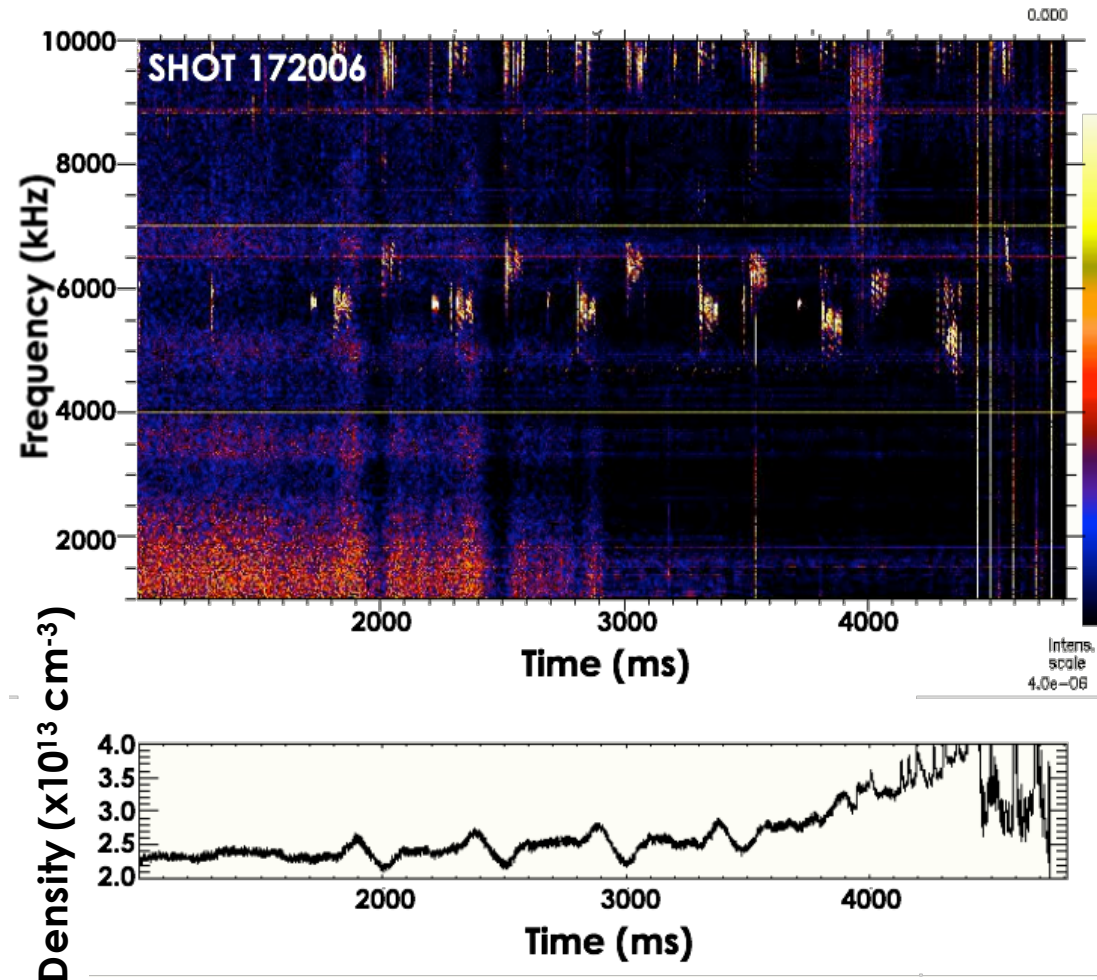 0.000
10000
SHOT 172006
8000
6000
4000
2000
Frequency (kHz)
2000 3000 4000
Time (ms)
Intens.
scale
4.0e-06
4.0
3.5
3.0
2.5
2.0
Density (x10¹³ cm⁻³)
2000 3000 4000
Time (ms)